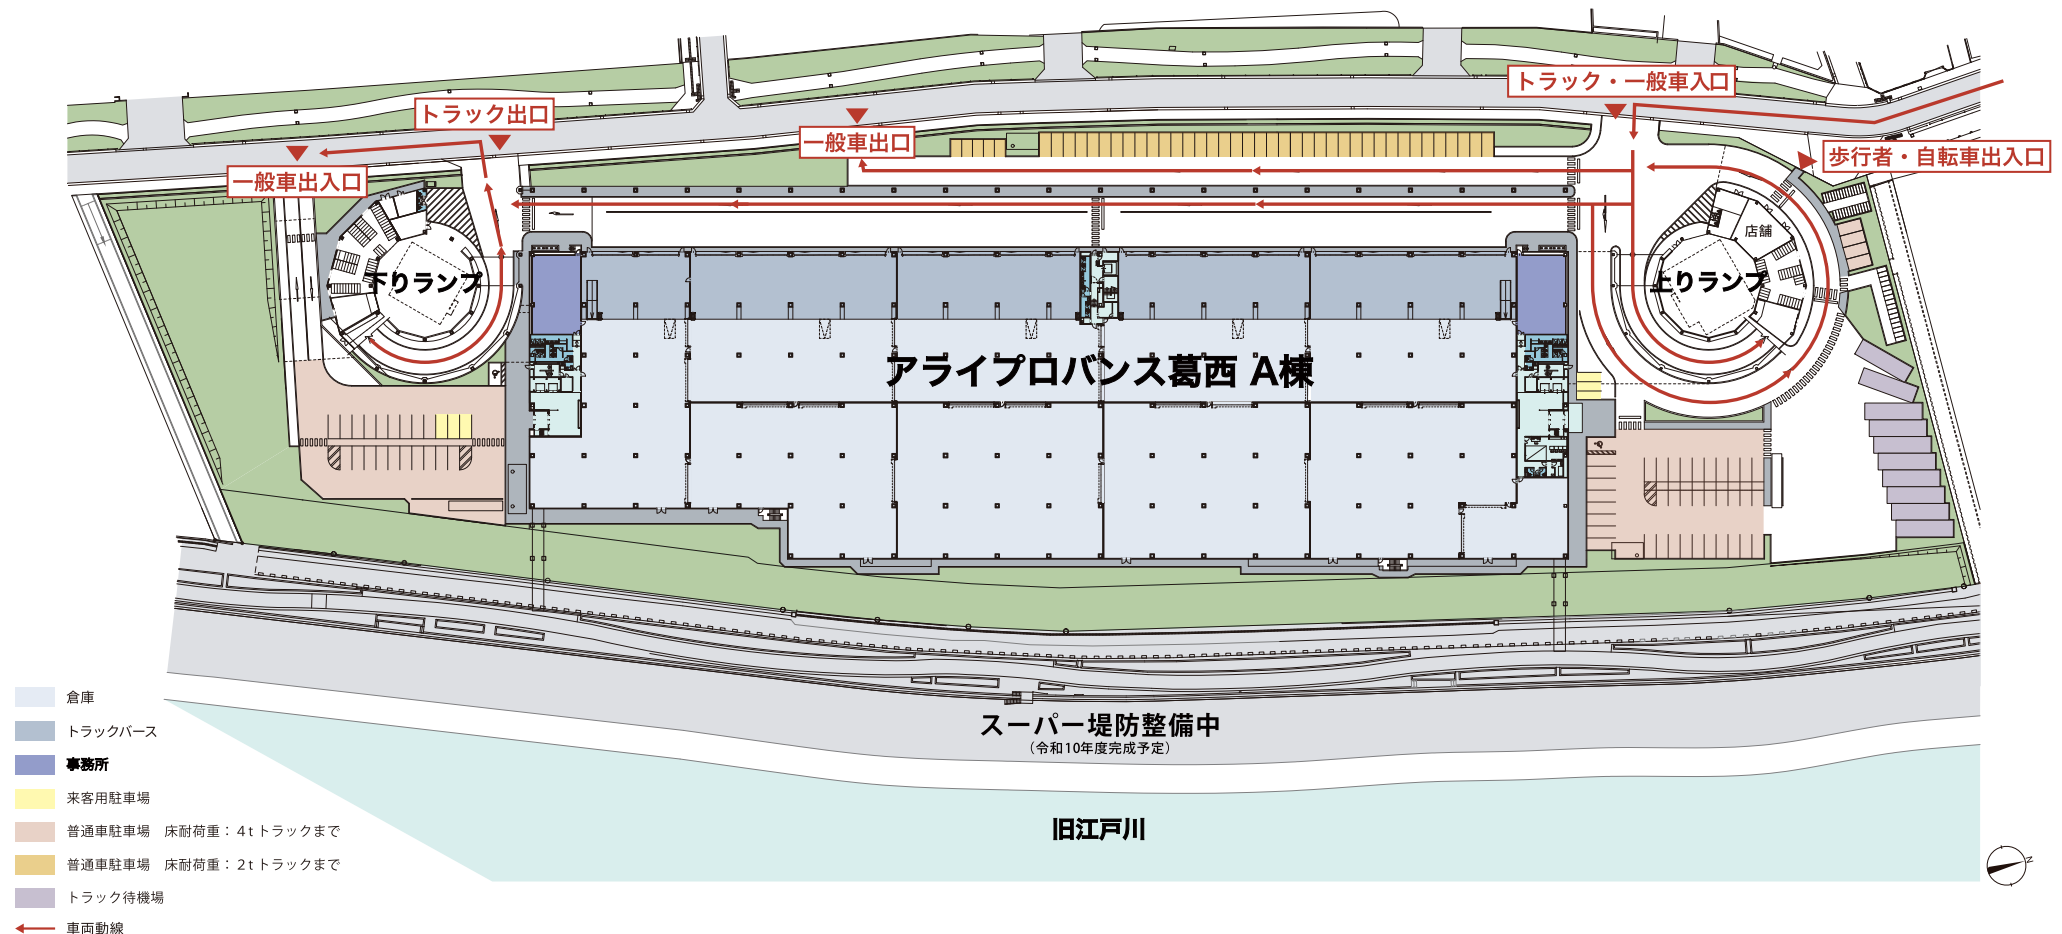 トラック・一般車入口
トラック出口
一般車出口
歩行者・自転車出入口
一般車出入口
店舗
下りランプ
上りランプ
アライプロバンス葛西 A棟
スーパー堤防整備中
（令和10年度完成予定）
旧江戸川
倉庫
トラックバース
事務所
来客用駐車場
普通車駐車場　床耐荷重：４tトラックまで
普通車駐車場　床耐荷重：２tトラックまで
トラック待機場
車両動線
N